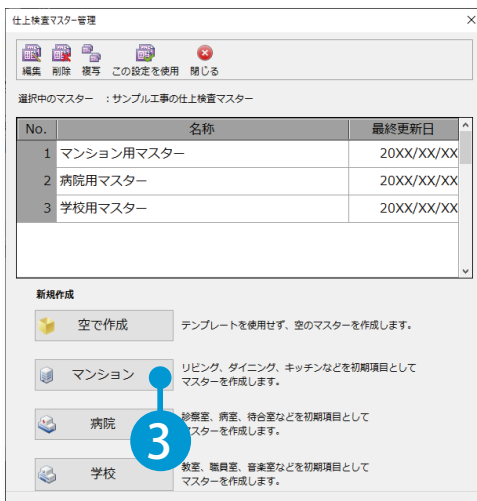 仕上検査マスター管理
編集 削除 複写 この設定を使用 閉じる
選択中のマスター ：サンプル工事の仕上検査マスター
No. 名称 最終更新日
1 マンション用マスター 20XX/XX/XX
2 病院用マスター 20XX/XX/XX
3 学校用マスター 20XX/XX/XX
新規作成
空で作成 テンプレートを使用せず、空のマスターを作成します。
マンション リビング、ダイニング、キッチンなどを初期項目として
マスターを作成します。
病院 診察室、病室、待合室などを初期項目として
スターを作成します。
3
学校 教室、職員室、音楽室などを初期項目として
マスターを作成します。